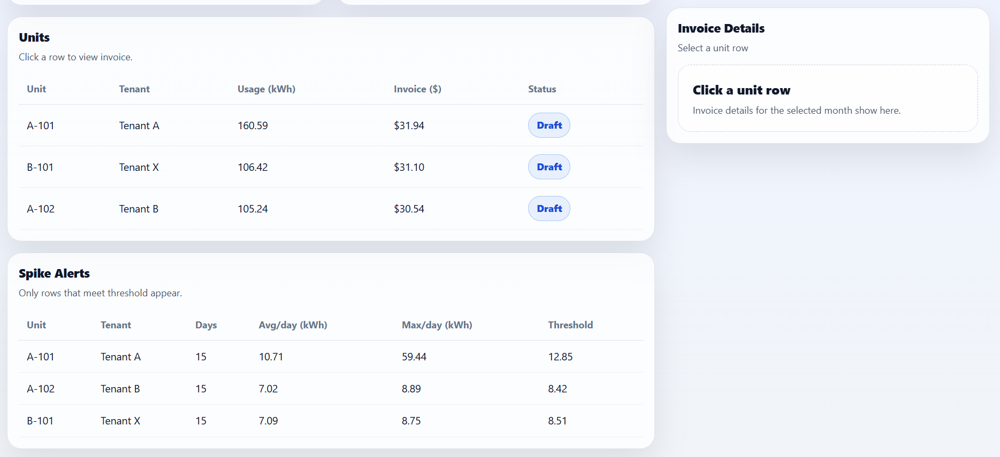 Units
Click a row to view invoice.
Unit Tenant Usage (kWh) Invoice ($) Status
A-101 Tenant A 160.59 $31.94 Draft
B-101 Tenant X 106.42 $31.10 Draft
A-102 Tenant B 105.24 $30.54 Draft
Spike Alerts
Only rows that meet threshold appear.
Unit Tenant Days Avg/day (kWh) Max/day (kWh) Threshold
A-101 Tenant A 15 10.71 59.44 12.85
A-102 Tenant B 15 7.02 8.89 8.42
B-101 Tenant X 15 7.09 8.75 8.51
Invoice Details
Select a unit row
Click a unit row
Invoice details for the selected month show here.